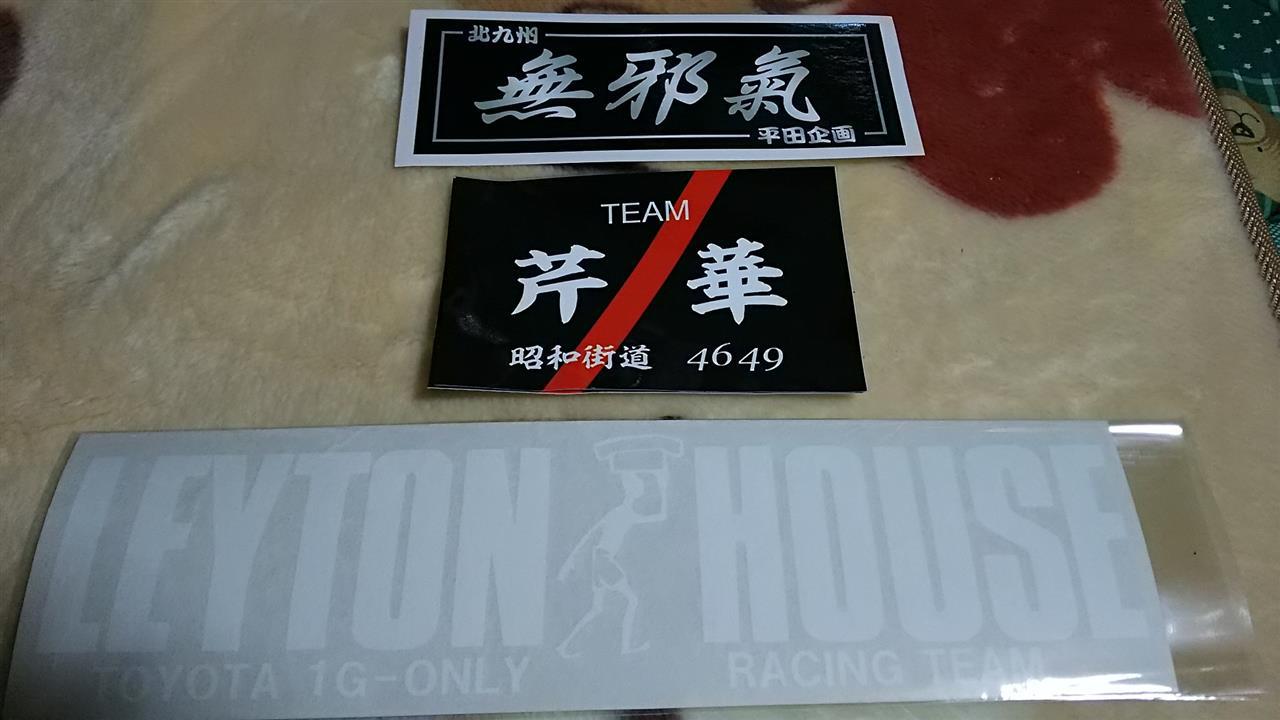 北九州
無邪氣
平田企画
TEAM
芹華
昭和街道 4649
LEYTON HOUSE
TOYOTA 1G-ONLY RACING TEAM